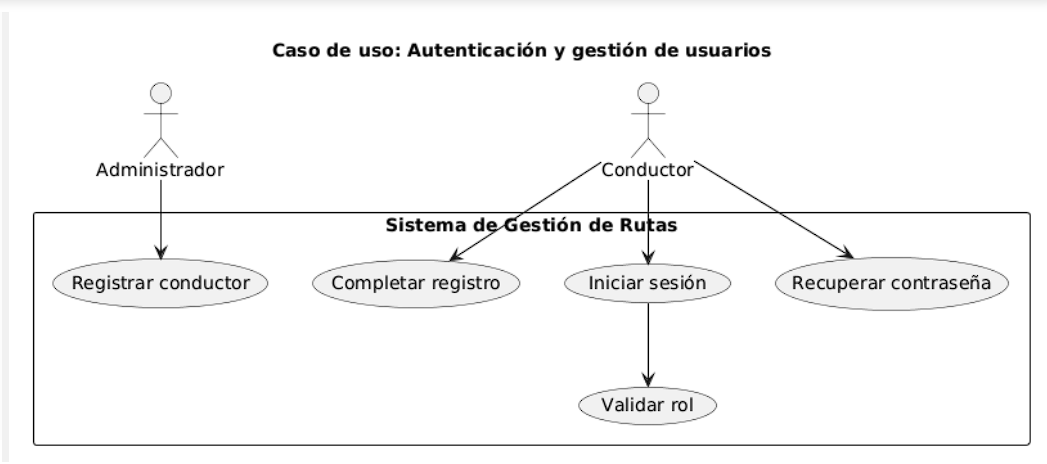 Caso de uso: Autenticación y gestión de usuarios
Administrador
Conductor
Sistema de Gestión de Rutas
Registrar conductor
Completar registro
Iniciar sesión
Recuperar contraseña
Validar rol